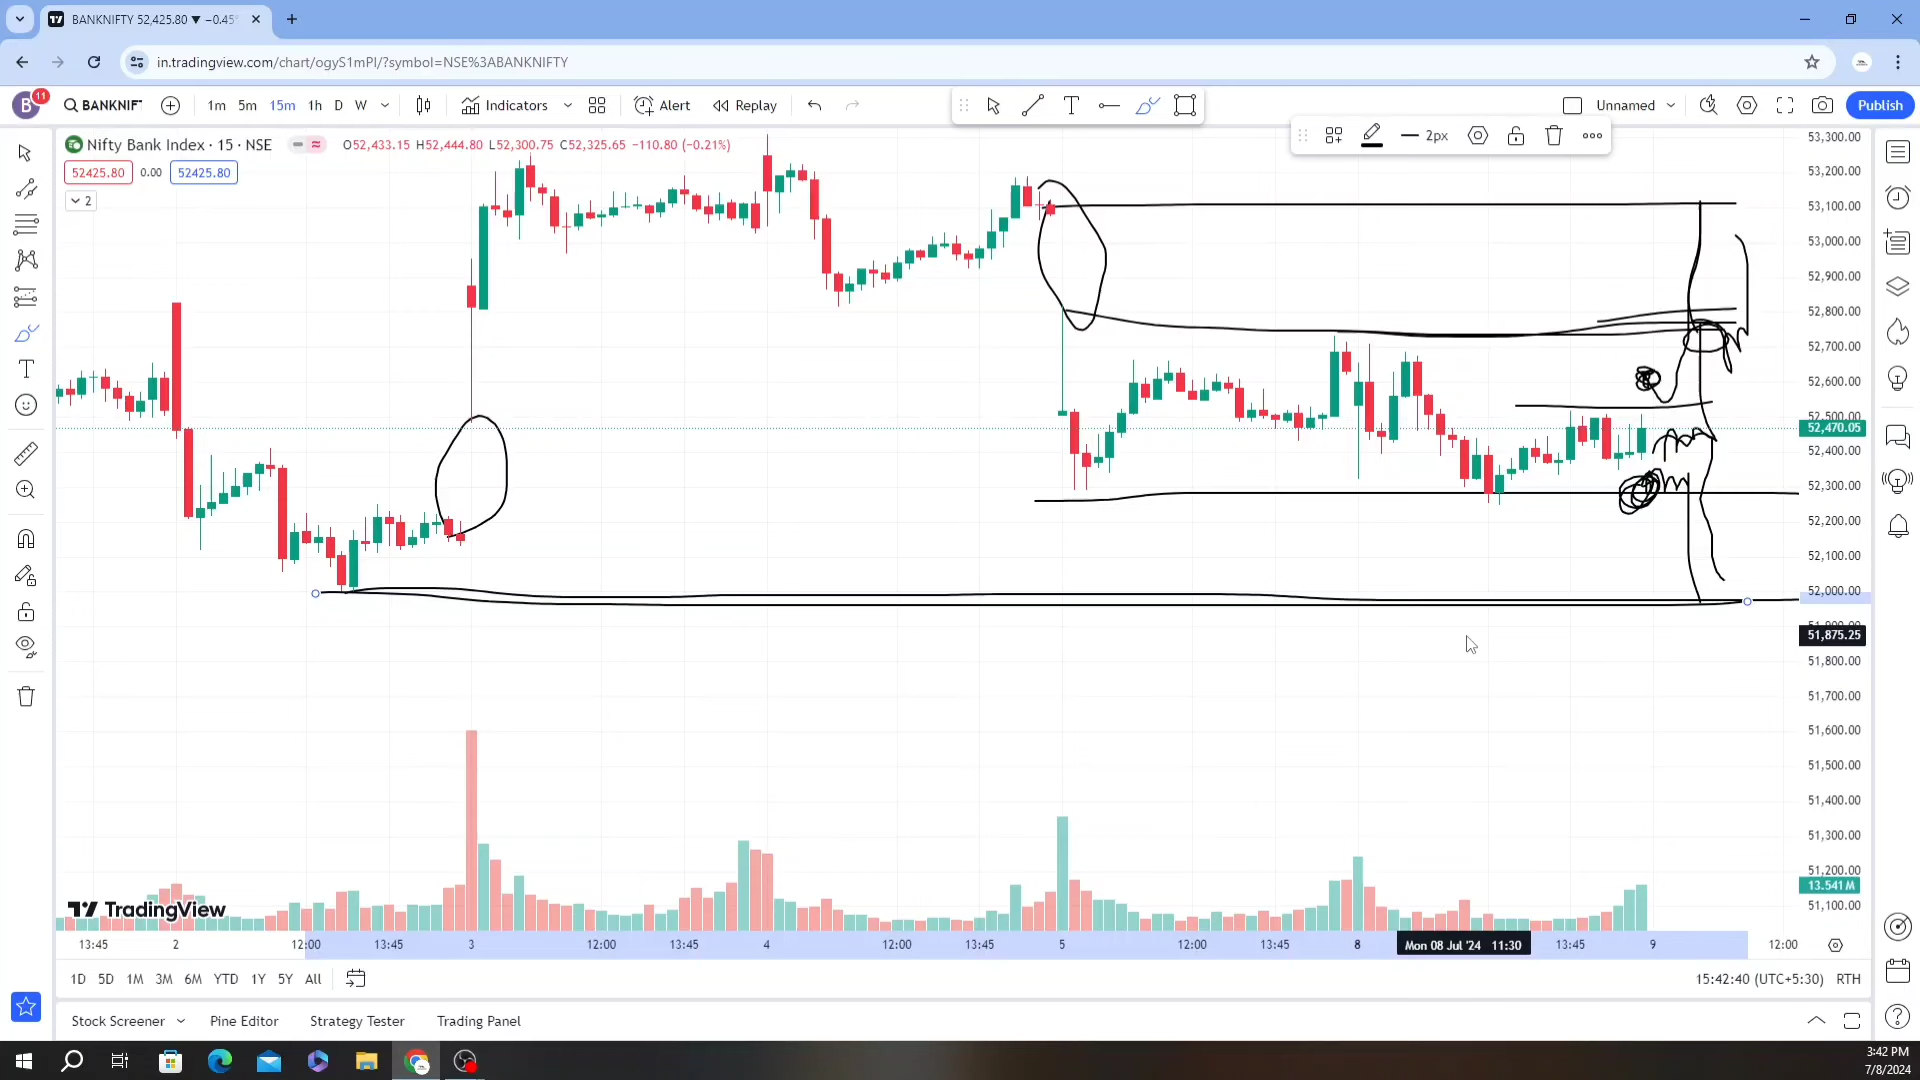 BANKNIFTY 52,425.80 ▼ −0.45%
in.tradingview.com/chart/ogyS1mPl/?symbol=NSE%3ABANKNIFTY
B 11 BANKNIF 1m 5m 15m 1h D W Indicators Alert Replay Unnamed Publish
2px
Nifty Bank Index · 15 · NSE O52,433.15 H52,444.80 L52,300.75 C52,325.65 −110.80 (−0.21%)
52425.80 0.00 52425.80
2
53,300.00
53,200.00
53,100.00
53,000.00
52,900.00
52,800.00
52,700.00
52,600.00
52,500.00
52,470.05
52,400.00
52,300.00
52,200.00
52,100.00
52,000.00
51,900.00
51,875.25
51,800.00
51,700.00
51,600.00
51,500.00
51,400.00
51,300.00
51,200.00
13.541 M
51,100.00
TradingView
13:45 2 12:00 13:45 3 12:00 13:45 4 12:00 13:45 5 12:00 13:45 8 Mon 08 Jul '24 11:30 13:45 9 12:00
1D 5D 1M 3M 6M YTD 1Y 5Y All 15:42:40 (UTC+5:30) RTH
Stock Screener Pine Editor Strategy Tester Trading Panel
3:42 PM
7/8/2024